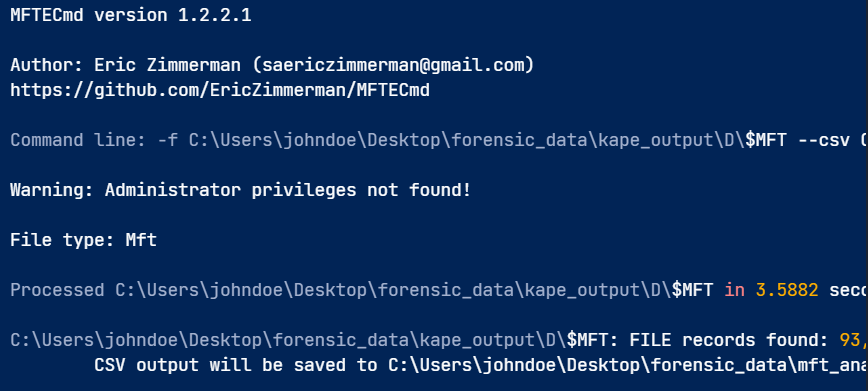 MFTECmd version 1.2.2.1
Author: Eric Zimmerman (saericzimmerman@gmail.com)
https://github.com/EricZimmerman/MFTECmd
Command line: -f C:\Users\johndoe\Desktop\forensic_data\kape_output\D\$MFT --csv
Warning: Administrator privileges not found!
File type: Mft
Processed C:\Users\johndoe\Desktop\forensic_data\kape_output\D\$MFT in 3.5882
C:\Users\johndoe\Desktop\forensic_data\kape_output\D\$MFT: FILE records found: 93,
CSV output will be saved to C:\Users\johndoe\Desktop\forensic_data\mft_ana